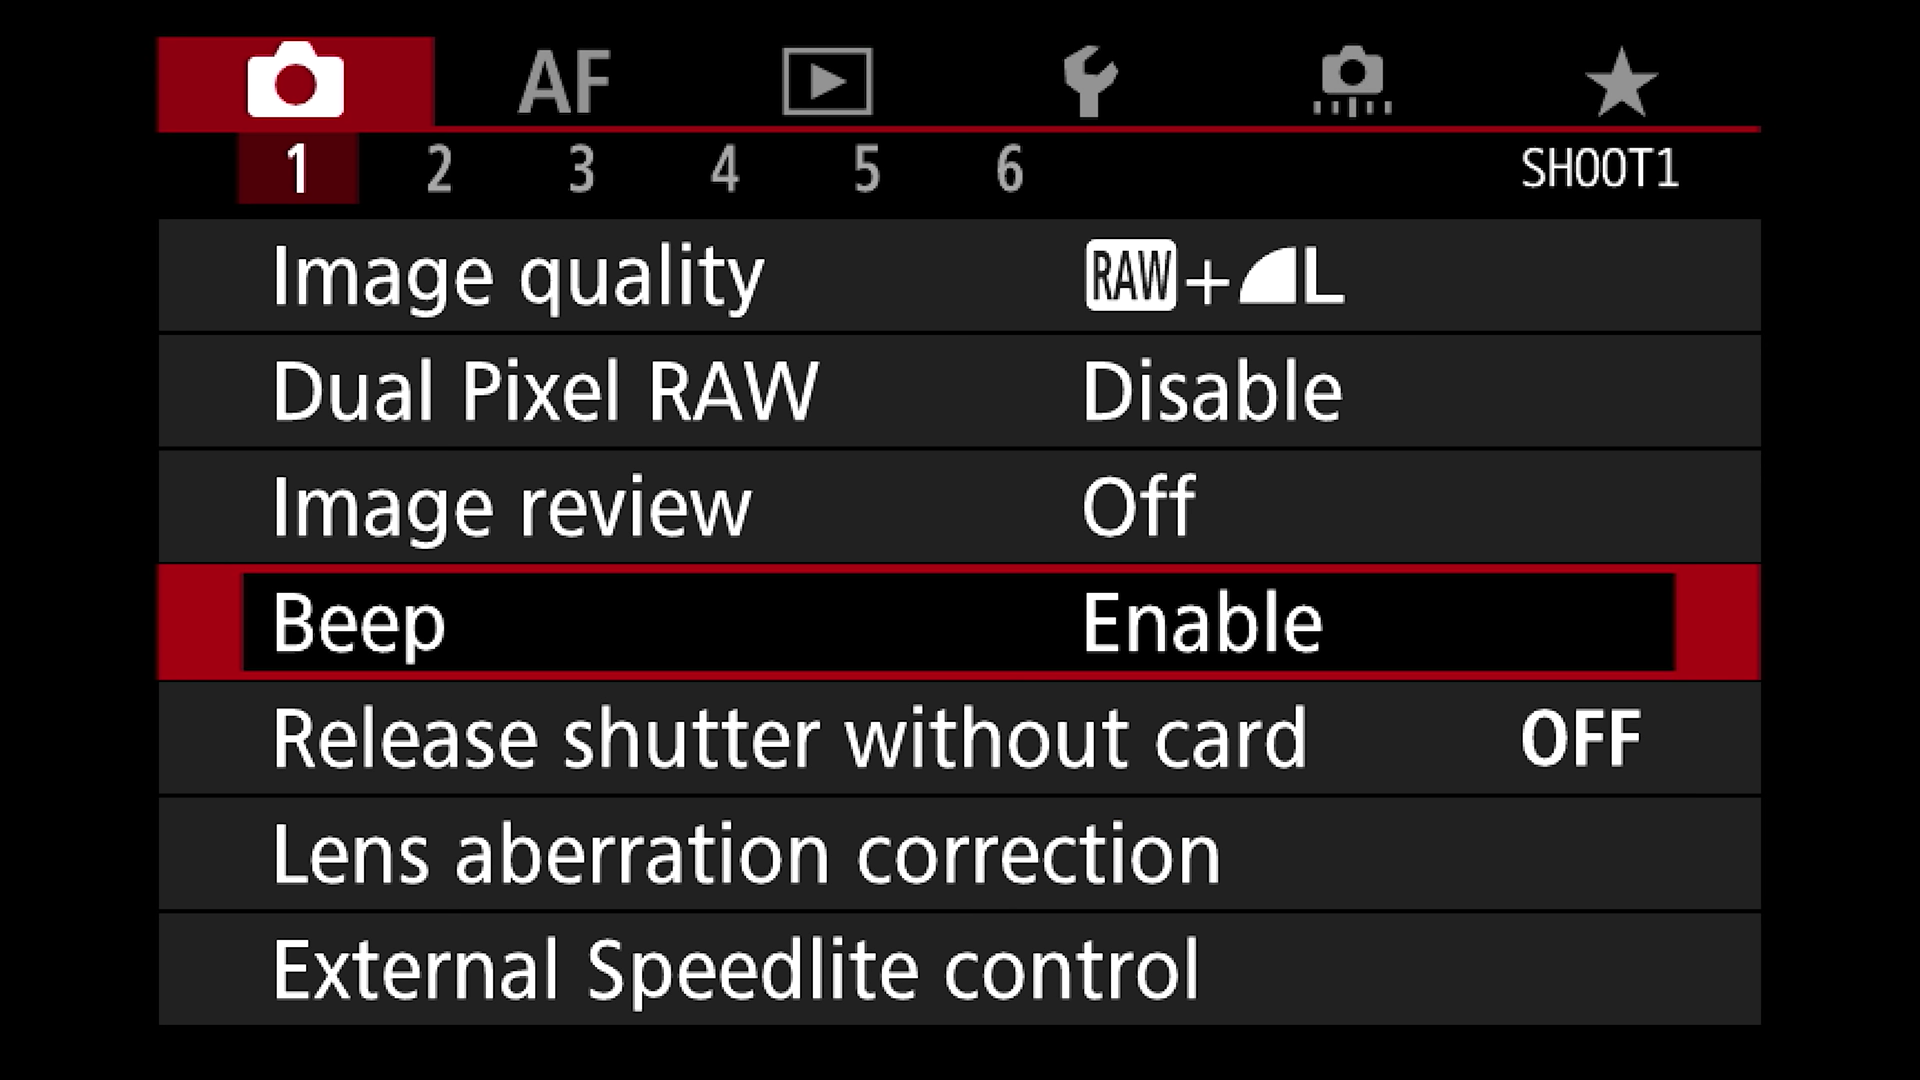 AF
1 2 3 4 5 6 SHOOT1
Image quality RAW+L
Dual Pixel RAW Disable
Image review Off
Beep Enable
Release shutter without card OFF
Lens aberration correction
External Speedlite control